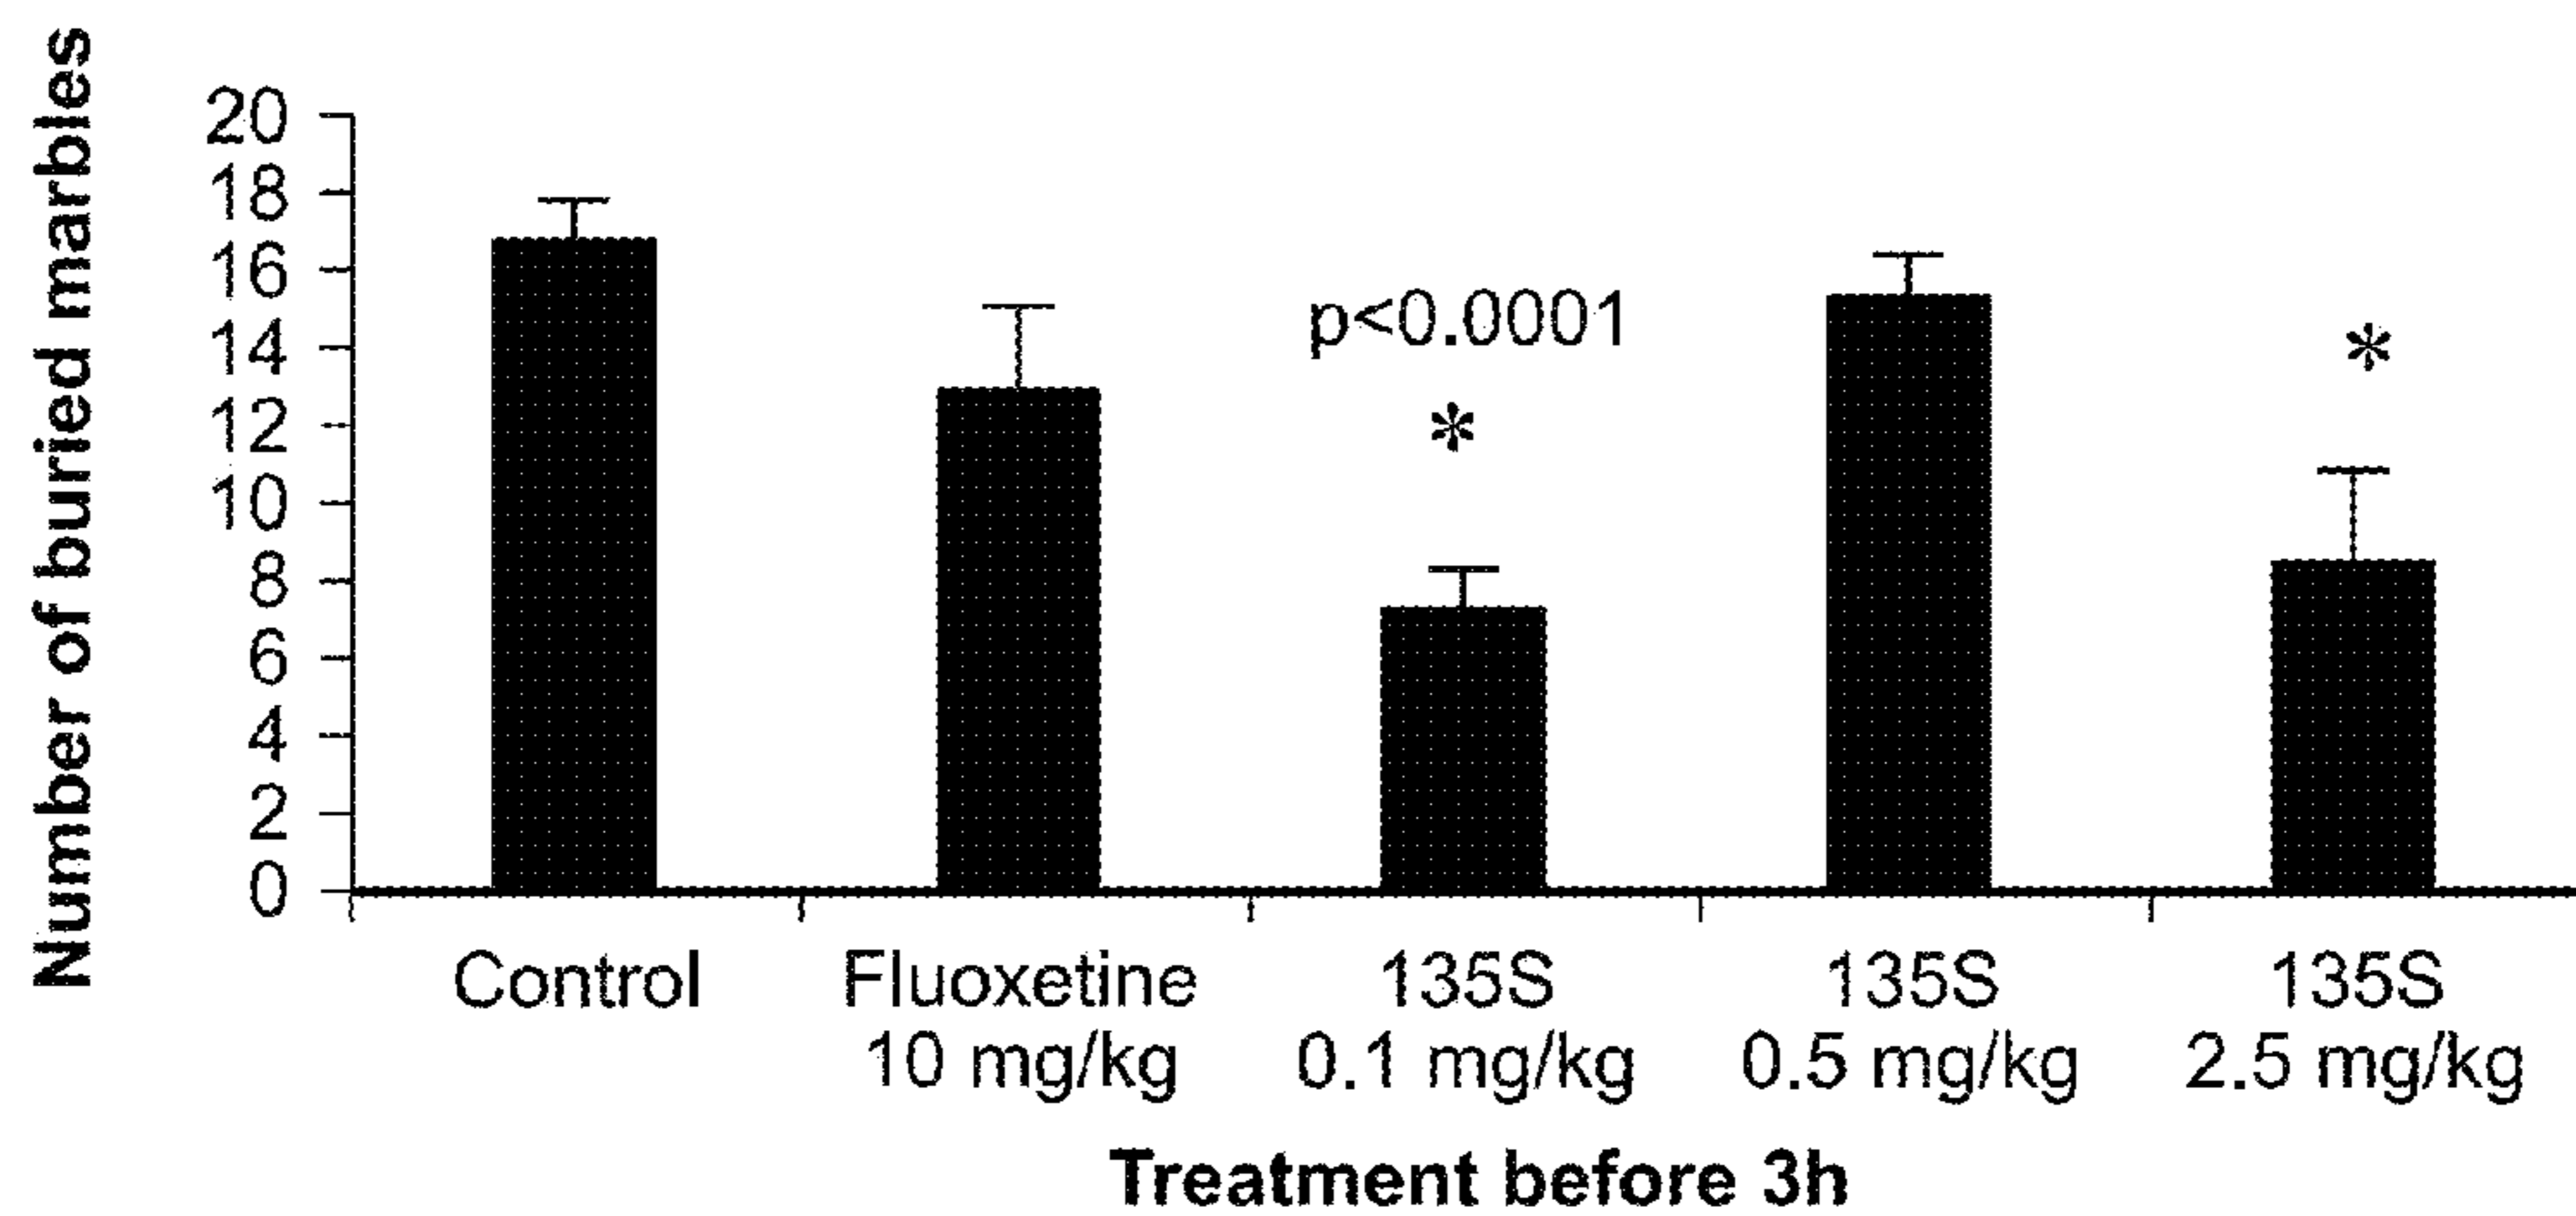 Number of buried marbles
20
18
16
14
12
10
8
6
4
2
0
p<0.0001
*
*
Control Fluoxetine 135S 135S 135S
10 mg/kg 0.1 mg/kg 0.5 mg/kg 2.5 mg/kg
Treatment before 3h